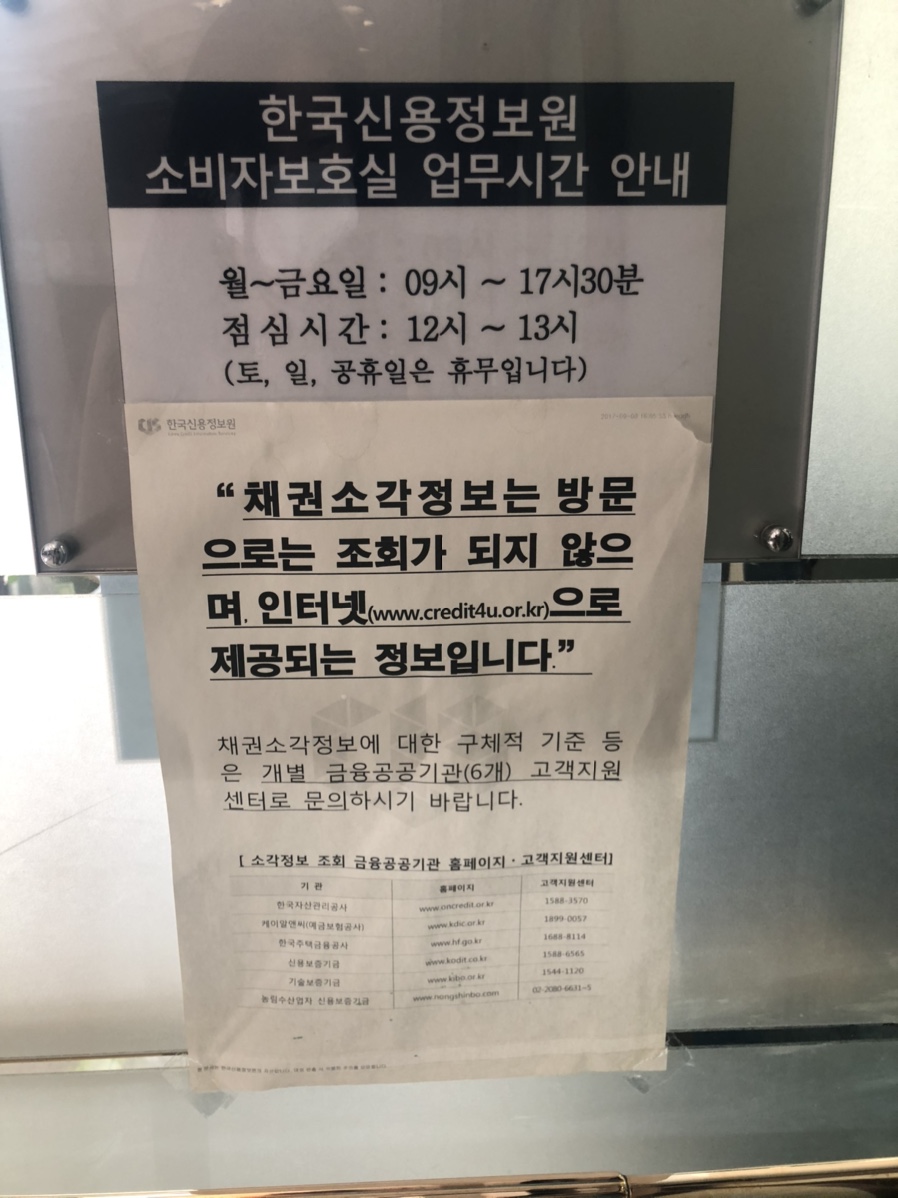 한국신용정보원
소비자보호실 업무시간 안내
월~금요일 : 09시 ~ 17시30분
점 심 시 간 : 12시 ~ 13시
(토, 일, 공휴일은 휴무입니다)
한국신용정보원
“채권소각정보는 방문
으로는 조회가 되지 않으
며, 인터넷(www.credit4u.or.kr)으로
제공되는 정보입니다.”
채권소각정보에 대한 구체적 기준 등
은 개별 금융공공기관(6개) 고객지원
센터로 문의하시기 바랍니다.
[ 소각정보 조회 금융공공기관 홈페이지 · 고객지원센터]
기 관 홈페이지 고객지원센터
한국자산관리공사 www.oncredit.or.kr 1588-3570
케이알앤씨(예금보험공사) www.kdic.or.kr 1899-0057
한국주택금융공사 www.hf.go.kr 1688-8114
신용보증기금 www.kodit.co.kr 1588-6565
기술보증기금 www.kibo.or.kr 1544-1120
농림수산업자 신용보증기금 www.nongshinbo.com 02-2080-6631~5